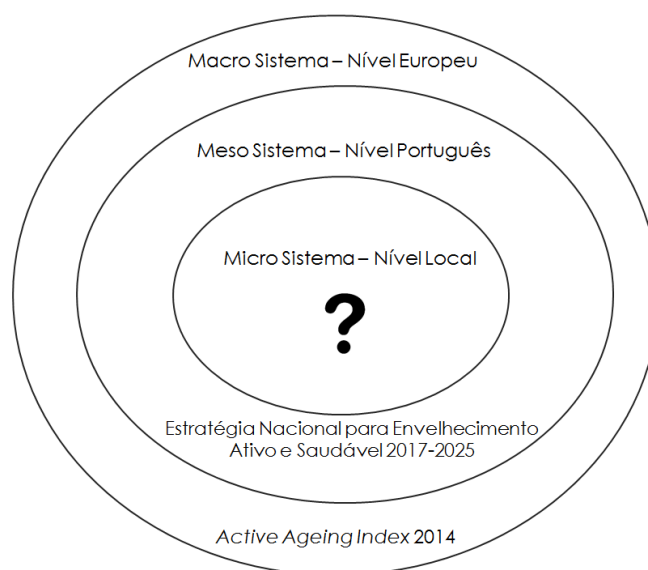 Macro Sistema – Nível Europeu
Meso Sistema – Nível Português
Micro Sistema – Nível Local
?
Estratégia Nacional para Envelhecimento
Ativo e Saudável 2017-2025
Active Ageing Index 2014